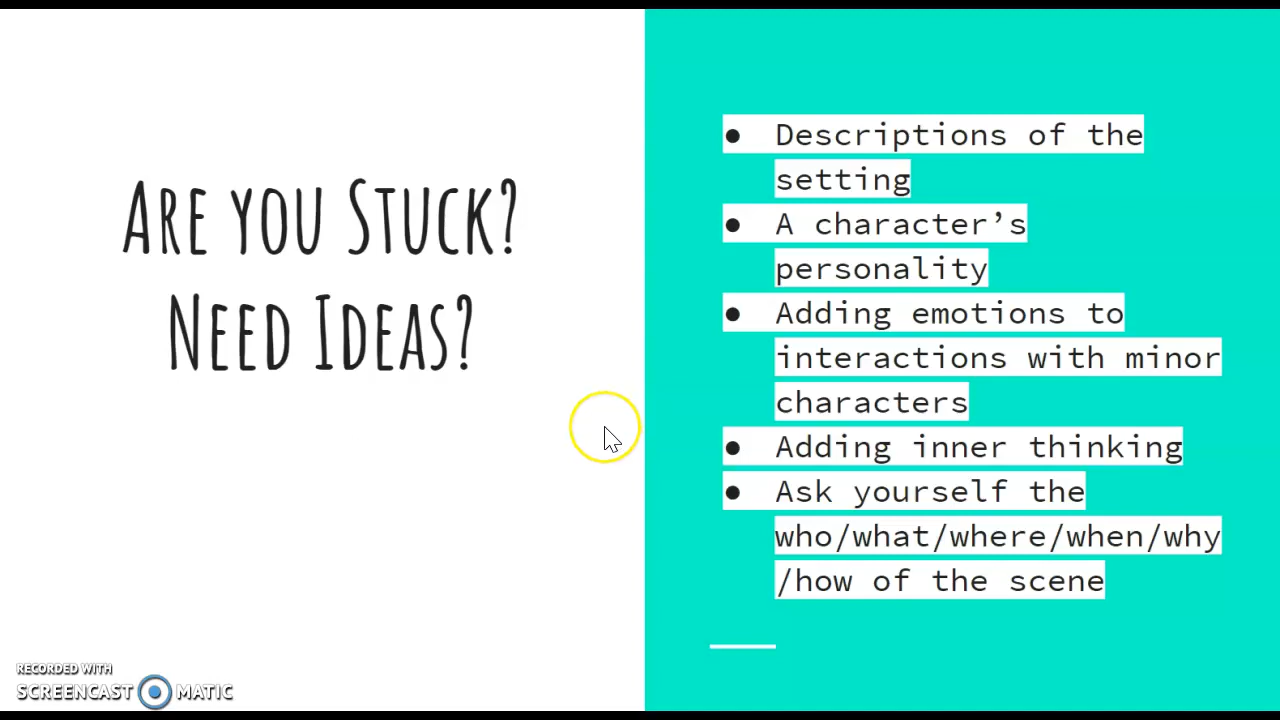 Are you Stuck?
Need Ideas?
● Descriptions of the
setting
● A character’s
personality
● Adding emotions to
interactions with minor
characters
● Adding inner thinking
● Ask yourself the
who/what/where/when/why
/how of the scene
RECORDED WITH
SCREENCAST MATIC